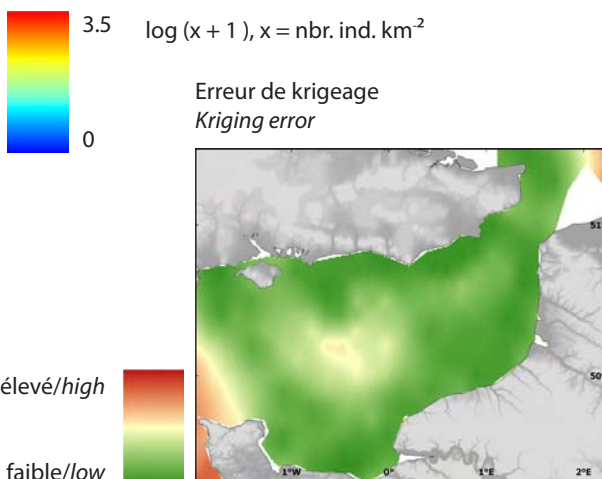 3.5
log (x + 1 ), x = nbr. ind. km⁻²
0
Erreur de krigeage
Kriging error
51
50
élevé/high
faible/low
1°W
0°
1°E
2°E